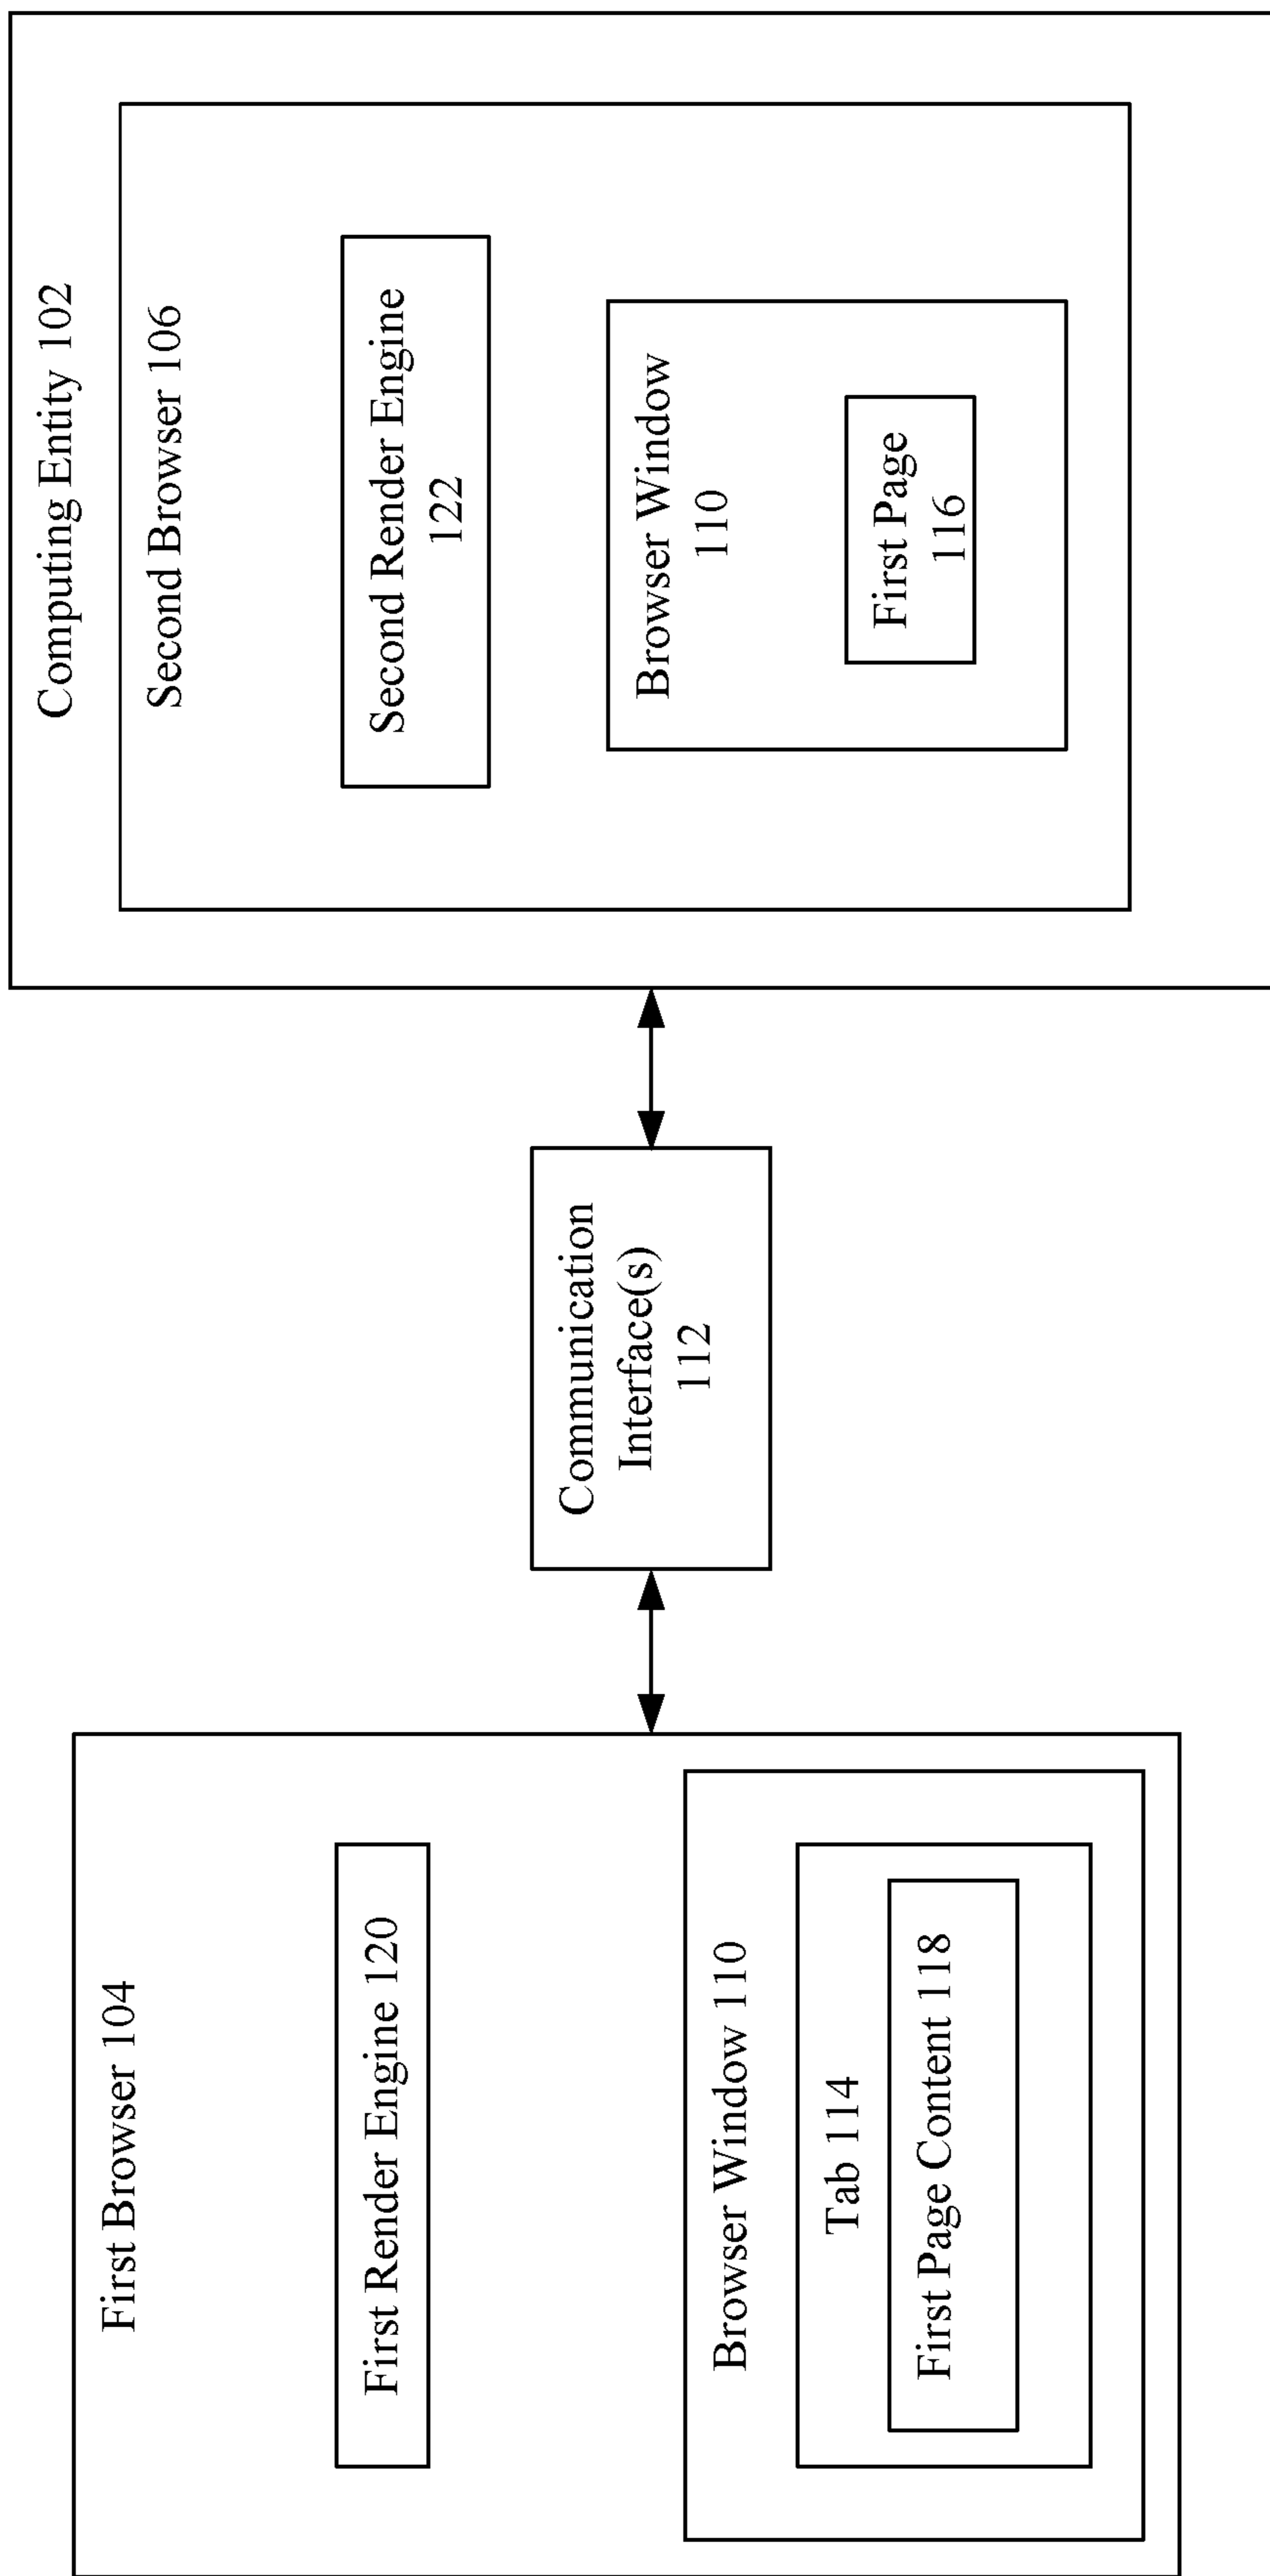 First Browser 104
First Render Engine 120
Browser Window 110
Tab 114
First Page Content 118
Communication
Interface(s)
112
Computing Entity 102
Second Browser 106
Second Render Engine
122
Browser Window
110
First Page
116